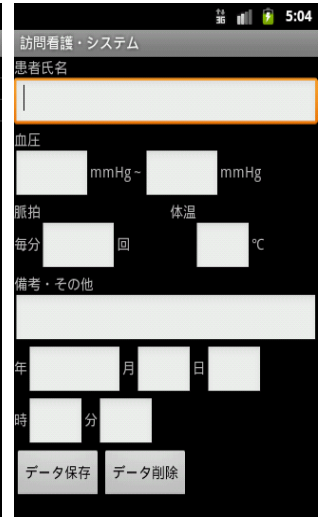 3G 5:04
訪問看護・システム
患者氏名
血圧
mmHg~ mmHg
脈拍 体温
毎分 回 ℃
備考・その他
年 月 日
時 分
データ保存 データ削除